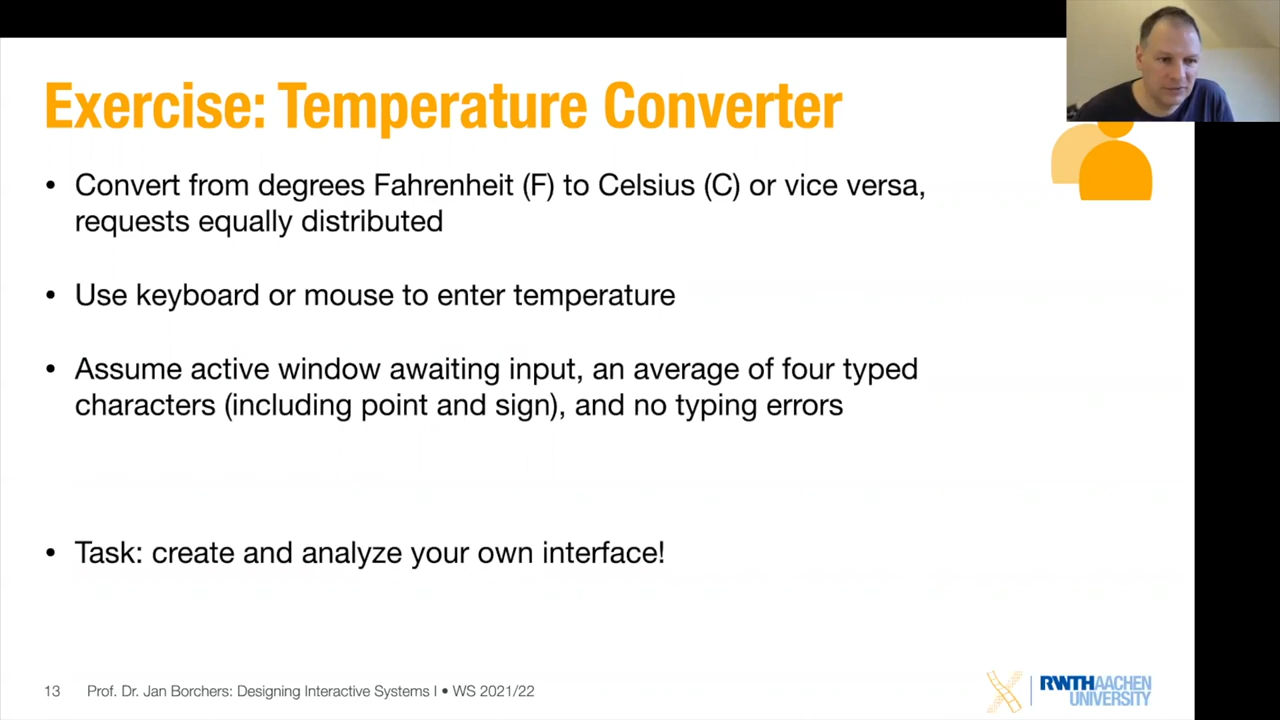 Exercise: Temperature Converter
• Convert from degrees Fahrenheit (F) to Celsius (C) or vice versa,
requests equally distributed
• Use keyboard or mouse to enter temperature
• Assume active window awaiting input, an average of four typed
characters (including point and sign), and no typing errors
• Task: create and analyze your own interface!
13 Prof. Dr. Jan Borchers: Designing Interactive Systems I • WS 2021/22
RWTHAACHEN
UNIVERSITY